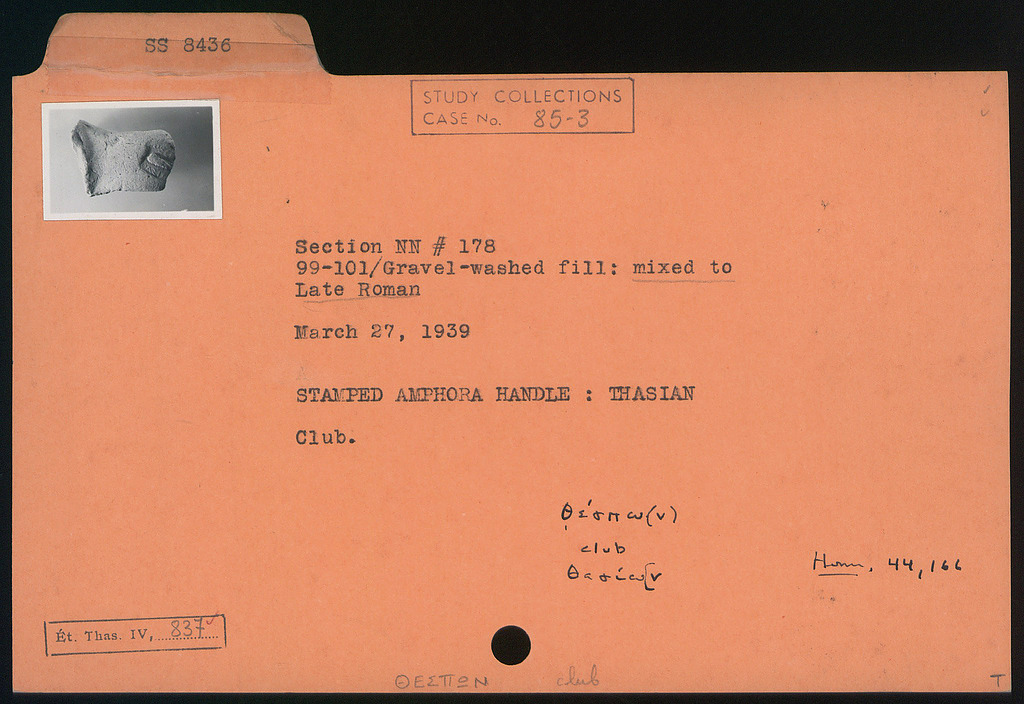 SS 8436
STUDY COLLECTIONS
CASE No. 85-3
Section NN # 178
99-101/Gravel-washed fill: mixed to
Late Roman
March 27, 1939
STAMPED AMPHORA HANDLE : THASIAN
Club.
Θέσπω(ν)
club
Θασίω[ν
44,166
Ét. Thas. IV, 837
ΘΕΣΠΩΝ club
T